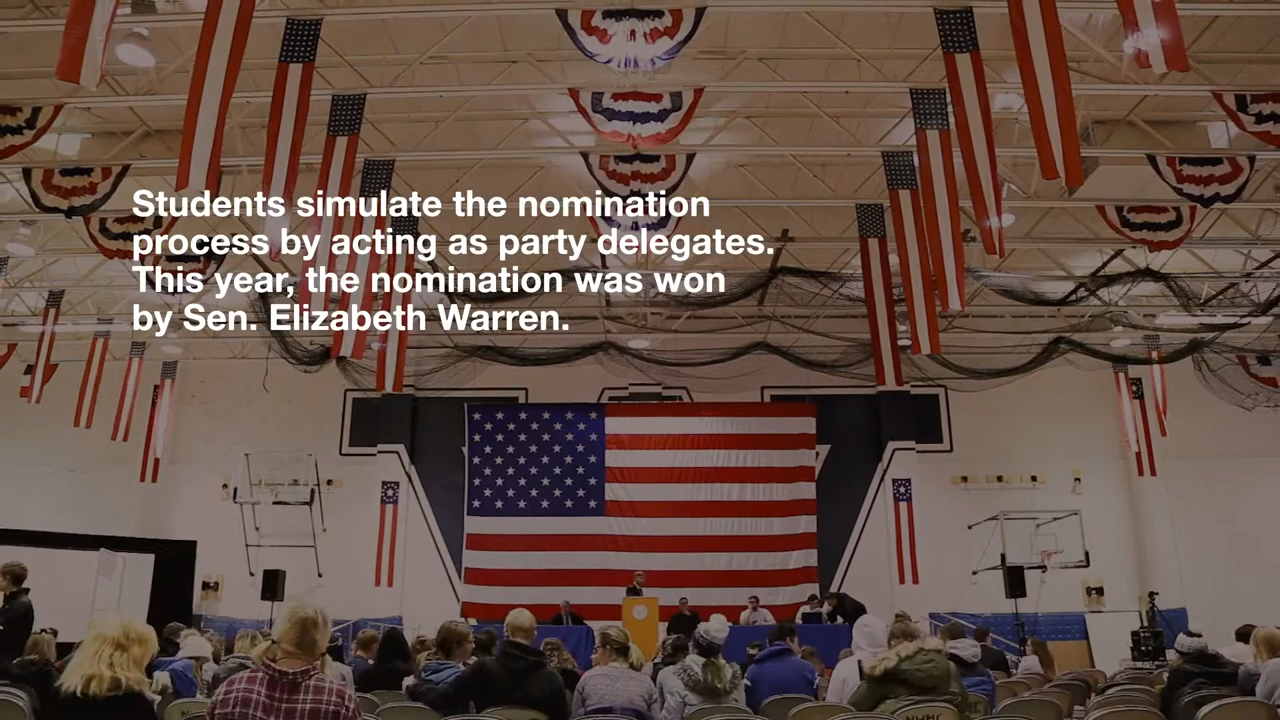 Students simulate the nomination
process by acting as party delegates.
This year, the nomination was won
by Sen. Elizabeth Warren.
NWMC